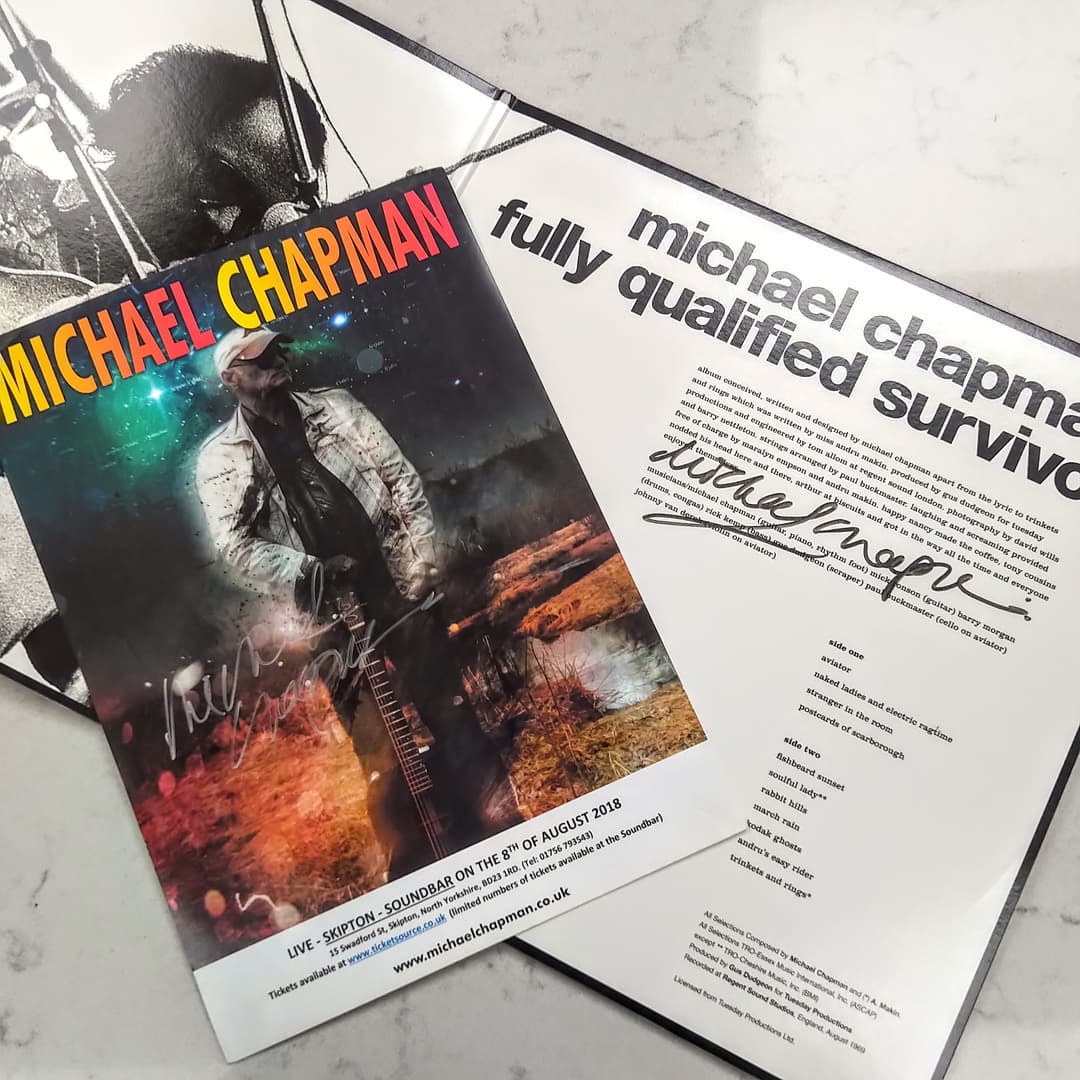 MICHAEL CHAPMAN
LIVE - SKIPTON - SOUNDBAR ON THE 8TH OF AUGUST 2018
15 Swadford St, Skipton, North Yorkshire, BD23 1RD. (Tel: 01756 793543)
Tickets available at www.ticketsource.co.uk (limited numbers of tickets available at the Soundbar)
www.michaelchapman.co.uk
michael chapma
fully qualified survivo
album conceived, written and designed by michael chapman apart from the lyric to trinkets
and rings which was written by miss andru makin. produced by gus dudgeon for tuesday
productions and engineered by tom allom at regent sound london. photography by david wills
and barry nettleton. strings arranged by paul buckmaster. laughing and screaming provided
free of charge by maralyn empson and andru makin. happy nancy made the coffee, tony cousins
nodded his head here and there, arthur at biscuits and got in the way all the time and everyone
enjoy them
musicians/michael chapman (guitar, piano, rhythm foot) mick ronson (guitar) barry morgan
(drums, congas) rick kemp (bass) gus dudgeon (scraper) paul buckmaster (cello on aviator)
johnny van violin on aviator)
side one
aviator
naked ladies and electric ragtime
stranger in the room
postcards of scarborough
side two
fishbeard sunset
soulful lady**
rabbit hills
march rain
kodak ghosts
andru's easy rider
trinkets and rings*
All Selections Composed by Michael Chapman and (*) A. Makin.
All Selections TRO-Essex Music International, Inc. (ASCAP)
except ** TRO-Cheshire Music, Inc. (BMI)
Produced by Gus Dudgeon for Tuesday Productions
Recorded at Regent Sound Studios, England, August 1969
Licensed from Tuesday Productions Ltd.